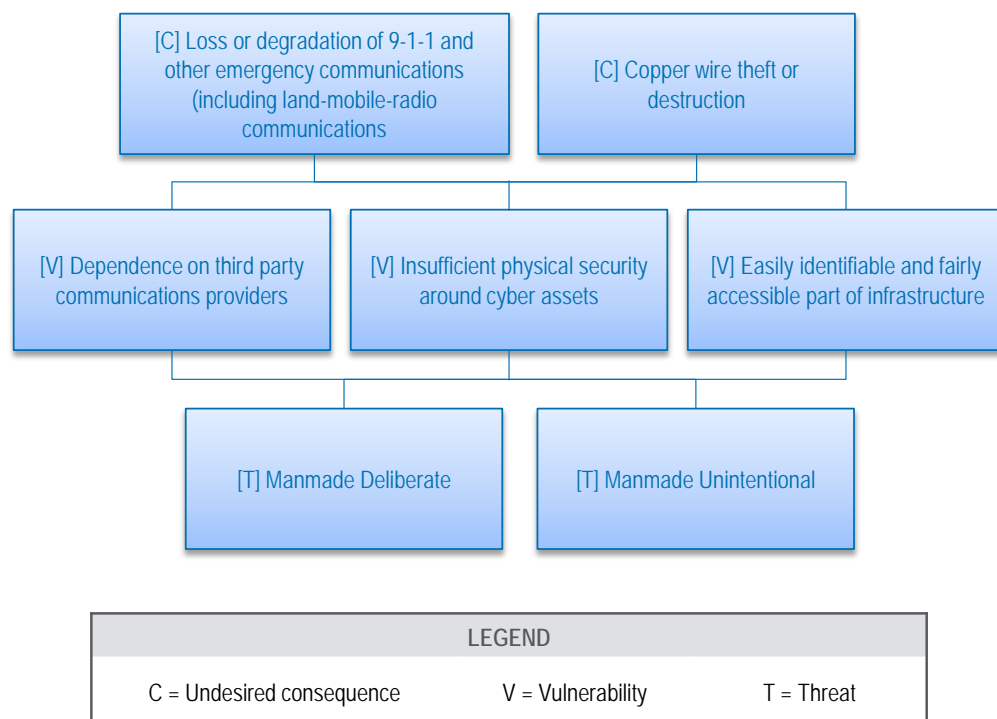 [C] Loss or degradation of 9-1-1 and
other emergency communications
(including land-mobile-radio
communications
[C] Copper wire theft or
destruction
[V] Dependence on third party
communications providers
[V] Insufficient physical security
around cyber assets
[V] Easily identifiable and fairly
accessible part of infrastructure
[T] Manmade Deliberate
[T] Manmade Unintentional
LEGEND
C = Undesired consequence V = Vulnerability T = Threat